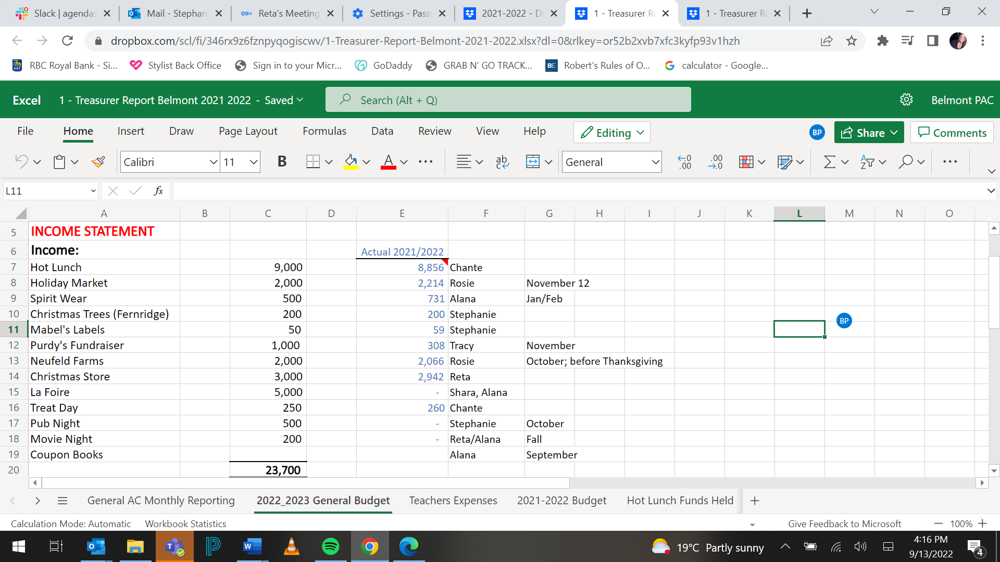 Slack | agendas
Mail - Stephani
Reta's Meeting
Settings - Pass
2021-2022 - D
1 - Treasurer R
1 - Treasurer R
dropbox.com/scl/fi/346rx9z6fznpyqogiscwv/1-Treasurer-Report-Belmont-2021-2022.xlsx?dl=0&rlkey=or52b2xvb7xfc3kyfp93v1hzh
RBC Royal Bank - Si...
Stylist Back Office
Sign in to your Micr...
GoDaddy
GRAB N' GO TRACK...
BE Robert's Rules of O...
calculator - Google...
Excel 1 - Treasurer Report Belmont 2021 2022 - Saved
Search (Alt + Q)
Belmont PAC
File Home Insert Draw Page Layout Formulas Data Review View Help Editing BP Share Comments
Calibri 11 B A ab General
L11 fx
A B C D E F G H I J K L M N O
5 INCOME STATEMENT
6 Income: Actual 2021/2022
7 Hot Lunch 9,000 8,856 Chante
8 Holiday Market 2,000 2,214 Rosie November 12
9 Spirit Wear 500 731 Alana Jan/Feb
10 Christmas Trees (Fernridge) 200 200 Stephanie
BP
11 Mabel's Labels 50 59 Stephanie
12 Purdy's Fundraiser 1,000 308 Tracy November
13 Neufeld Farms 2,000 2,066 Rosie October; before Thanksgiving
14 Christmas Store 3,000 2,942 Reta
15 La Foire 5,000 - Shara, Alana
16 Treat Day 250 260 Chante
17 Pub Night 500 - Stephanie October
18 Movie Night 200 - Reta/Alana Fall
19 Coupon Books Alana September
20 23,700
General AC Monthly Reporting 2022_2023 General Budget Teachers Expenses 2021-2022 Budget Hot Lunch Funds Held
Calculation Mode: Automatic Workbook Statistics Give Feedback to Microsoft 100%
19°C Partly sunny
4:16 PM
9/13/2022
4